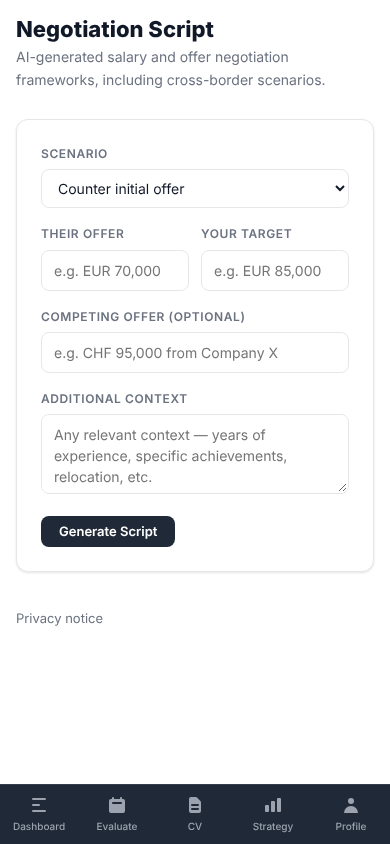 Negotiation Script
AI-generated salary and offer negotiation
frameworks, including cross-border scenarios.
SCENARIO
Counter initial offer
THEIR OFFER
YOUR TARGET
e.g. EUR 70,000
e.g. EUR 85,000
COMPETING OFFER (OPTIONAL)
e.g. CHF 95,000 from Company X
ADDITIONAL CONTEXT
Any relevant context — years of
experience, specific achievements,
relocation, etc.
Generate Script
Privacy notice
Dashboard
Evaluate
CV
Strategy
Profile